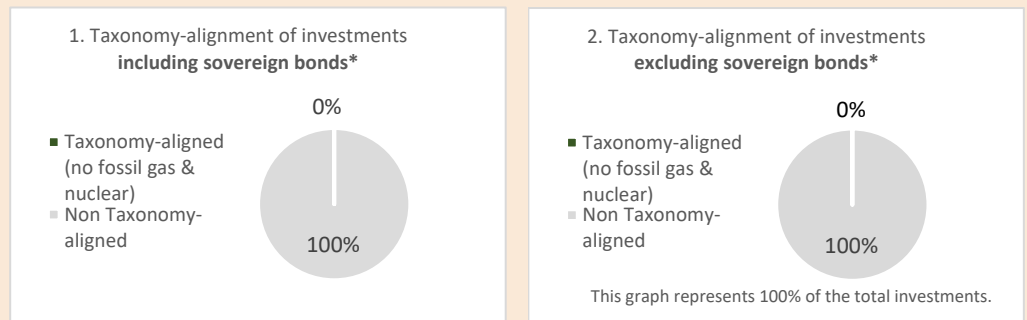 1. Taxonomy-alignment of investments
including sovereign bonds*
0%
Taxonomy-aligned
(no fossil gas &
nuclear)
Non Taxonomy-
aligned
100%
2. Taxonomy-alignment of investments
excluding sovereign bonds*
0%
Taxonomy-aligned
(no fossil gas &
nuclear)
Non Taxonomy-
aligned
100%
This graph represents 100% of the total investments.